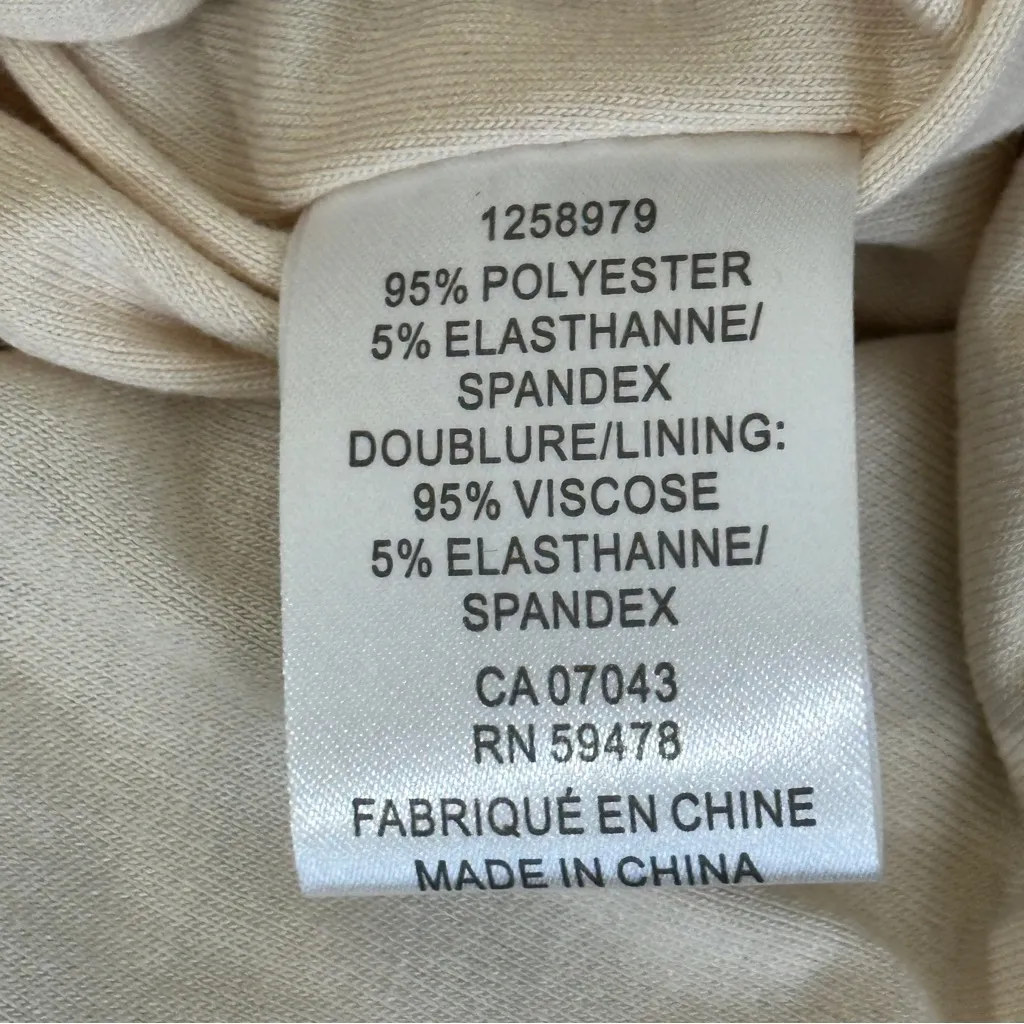 1258979
95% POLYESTER
5% ELASTHANNE/
SPANDEX
DOUBLURE/LINING:
95% VISCOSE
5% ELASTHANNE/
SPANDEX
CA 07043
RN 59478
FABRIQUÉ EN CHINE
MADE IN CHINA